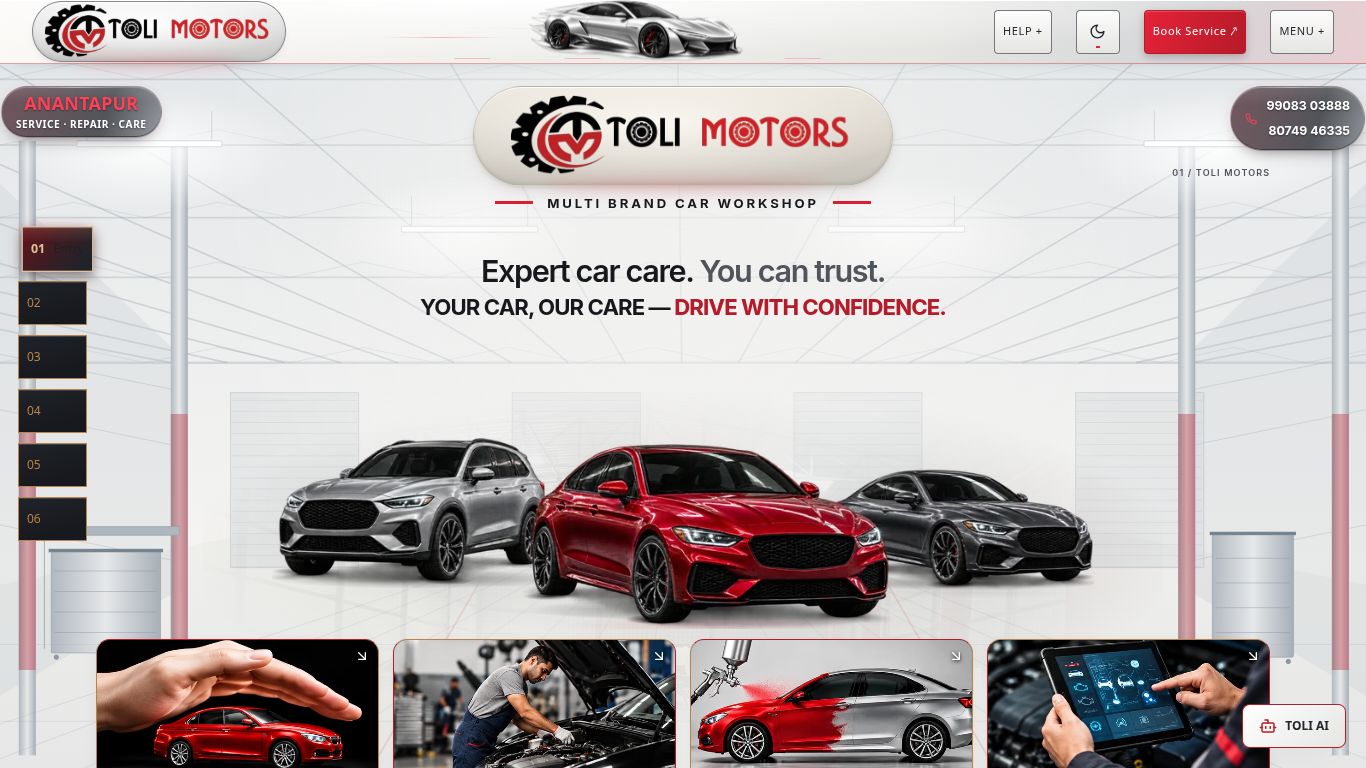 TOLI MOTORS
HELP +
Book Service ↗
MENU +
ANANTAPUR
SERVICE · REPAIR · CARE
TOLI MOTORS
MULTI BRAND CAR WORKSHOP
99083 03888
80749 46335
01 / TOLI MOTORS
Expert car care. You can trust.
YOUR CAR, OUR CARE — DRIVE WITH CONFIDENCE.
01
02
03
04
05
06
TOLI AI